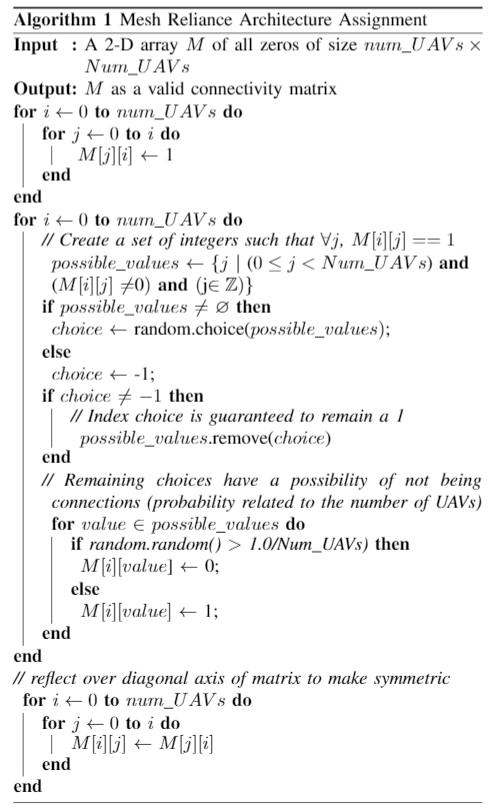 Algorithm 1 Mesh Reliance Architecture Assignment
Input : A 2-D array M of all zeros of size num_UAVs ×
Num_UAVs
Output: M as a valid connectivity matrix
for i ← 0 to num_UAVs do
for j ← 0 to i do
M[j][i] ← 1
end
end
for i ← 0 to num_UAVs do
// Create a set of integers such that ∀j, M[i][j] == 1
possible_values ← {j | (0 ≤ j < Num_UAVs) and
(M[i][j] ≠0) and (j∈ ℤ)}
if possible_values ≠ ∅ then
choice ← random.choice(possible_values);
else
choice ← -1;
if choice ≠ −1 then
// Index choice is guaranteed to remain a 1
possible_values.remove(choice)
end
// Remaining choices have a possibility of not being
connections (probability related to the number of UAVs)
for value ∈ possible_values do
if random.random() > 1.0/Num_UAVs) then
M[i][value] ← 0;
else
M[i][value] ← 1;
end
end
// reflect over diagonal axis of matrix to make symmetric
for i ← 0 to num_UAVs do
for j ← 0 to i do
M[i][j] ← M[j][i]
end
end